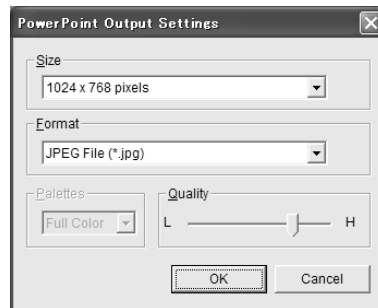 PowerPoint Output Settings
Size
1024 x 768 pixels
Format
JPEG File (*.jpg)
Palettes
Full Color
Quality
L H
OK Cancel